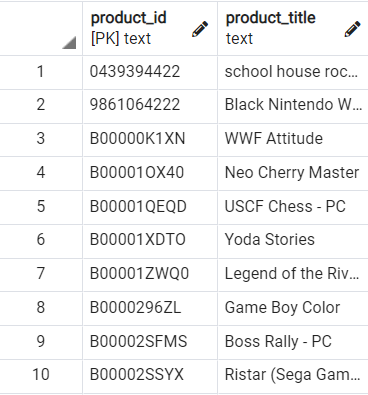 product_id product_title
[PK] text text
1 0439394422 school house roc...
2 9861064222 Black Nintendo W...
3 B00000K1XN WWF Attitude
4 B00001OX40 Neo Cherry Master
5 B00001QEQD USCF Chess - PC
6 B00001XDTO Yoda Stories
7 B00001ZWQ0 Legend of the Riv...
8 B0000296ZL Game Boy Color
9 B00002SFMS Boss Rally - PC
10 B00002SSYX Ristar (Sega Gam...